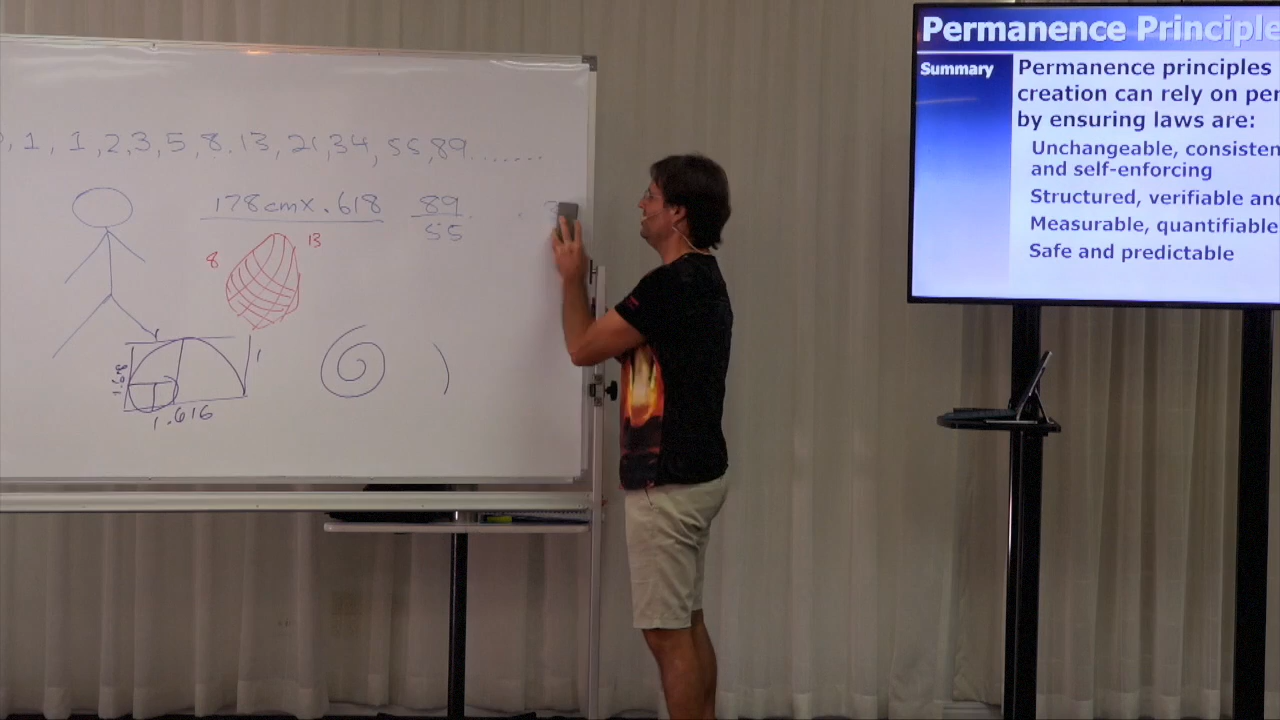 0, 1, 1, 2, 3, 5, 8. 13, 21, 34, 55, 89.......
178cm x .618
89
55
8
13
1
1.618
1.616
Permanence Principle
Summary
Permanence principles
creation can rely on per
by ensuring laws are:
Unchangeable, consisten
and self-enforcing
Structured, verifiable and
Measurable, quantifiable
Safe and predictable